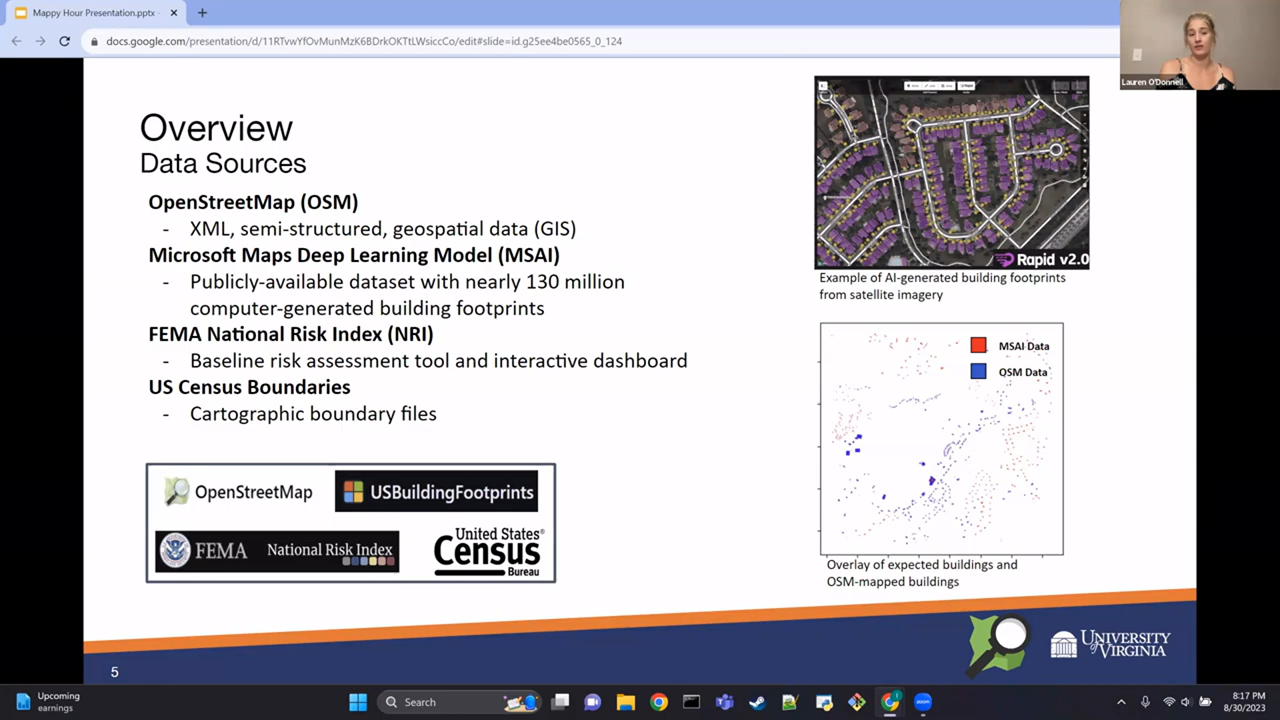 Mappy Hour Presentation.pptx
docs.google.com/presentation/d/11RTvwYfOvMunMzK6BDrkOKTtLWsiccCo/edit#slide=id.g25ee4be0565_0_124
Lauren O'Donnell
Overview
Data Sources
OpenStreetMap (OSM)
- XML, semi-structured, geospatial data (GIS)
Microsoft Maps Deep Learning Model (MSAI)
- Publicly-available dataset with nearly 130 million
computer-generated building footprints
FEMA National Risk Index (NRI)
- Baseline risk assessment tool and interactive dashboard
US Census Boundaries
- Cartographic boundary files
OpenStreetMap
USBuildingFootprints
FEMA National Risk Index
United States®
Census
Bureau
Rapid v2.0
Example of AI-generated building footprints
from satellite imagery
MSAI Data
OSM Data
Overlay of expected buildings and
OSM-mapped buildings
5
UNIVERSITY
of VIRGINIA
Upcoming
earnings
Search
8:17 PM
8/30/2023